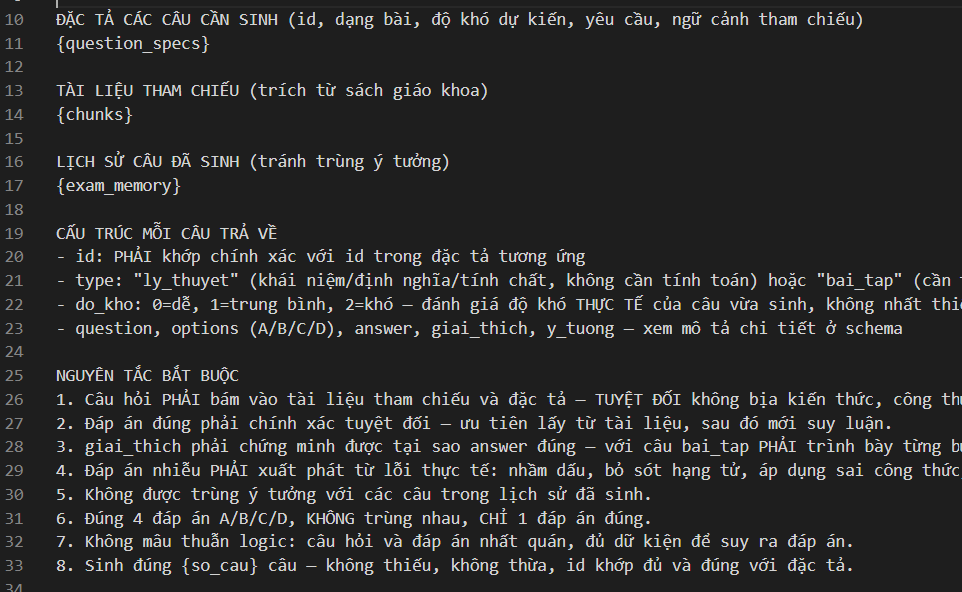 10 ĐẶC TẢ CÁC CÂU CẦN SINH (id, dạng bài, độ khó dự kiến, yêu cầu, ngữ cảnh tham chiếu)
11 {question_specs}
12
13 TÀI LIỆU THAM CHIẾU (trích từ sách giáo khoa)
14 {chunks}
15
16 LỊCH SỬ CÂU ĐÃ SINH (tránh trùng ý tưởng)
17 {exam_memory}
18
19 CẤU TRÚC MỖI CÂU TRẢ VỀ
20 - id: PHẢI khớp chính xác với id trong đặc tả tương ứng
21 - type: "ly_thuyet" (khái niệm/định nghĩa/tính chất, không cần tính toán) hoặc "bai_tap" (cần
22 - do_kho: 0=dễ, 1=trung bình, 2=khó — đánh giá độ khó THỰC TẾ của câu vừa sinh, không nhất
23 - question, options (A/B/C/D), answer, giai_thich, y_tuong — xem mô tả chi tiết ở schema
24
25 NGUYÊN TẮC BẮT BUỘC
26 1. Câu hỏi PHẢI bám vào tài liệu tham chiếu và đặc tả — TUYỆT ĐỐI không bịa kiến thức, công
27 2. Đáp án đúng phải chính xác tuyệt đối — ưu tiên lấy từ tài liệu, sau đó mới suy luận.
28 3. giai_thich phải chứng minh được tại sao answer đúng — với câu bai_tap PHẢI trình bày từng
29 4. Đáp án nhiễu PHẢI xuất phát từ lỗi thực tế: nhầm dấu, bỏ sót hạng tử, áp dụng sai công thức,
30 5. Không được trùng ý tưởng với các câu trong lịch sử đã sinh.
31 6. Đúng 4 đáp án A/B/C/D, KHÔNG trùng nhau, CHỈ 1 đáp án đúng.
32 7. Không mâu thuẫn logic: câu hỏi và đáp án nhất quán, đủ dữ kiện để suy ra đáp án.
33 8. Sinh đúng {so_cau} câu — không thiếu, không thừa, id khớp đủ và đúng với đặc tả.